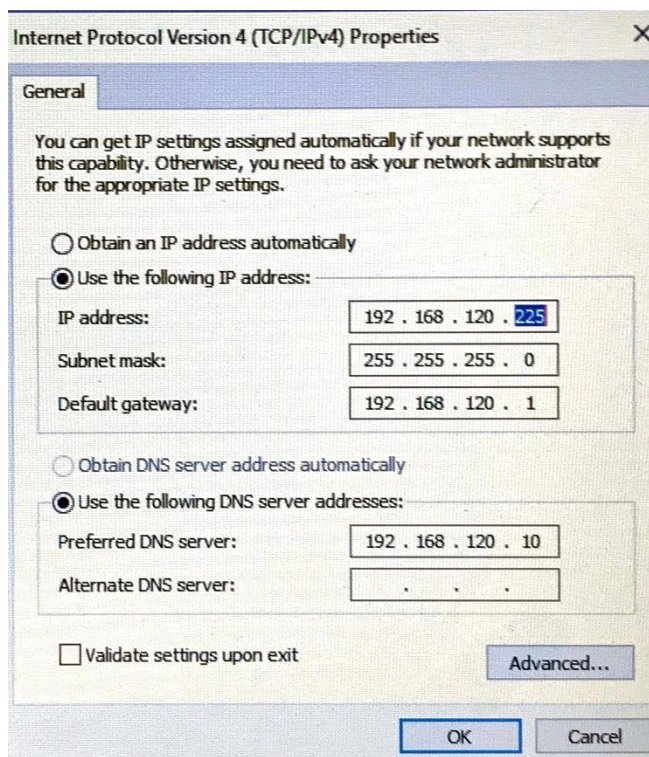 Internet Protocol Version 4 (TCP/IPv4) Properties
General
You can get IP settings assigned automatically if your network supports
this capability. Otherwise, you need to ask your network administrator
for the appropriate IP settings.
Obtain an IP address automatically
Use the following IP address:
IP address: 192 . 168 . 120 . 225
Subnet mask: 255 . 255 . 255 . 0
Default gateway: 192 . 168 . 120 . 1
Obtain DNS server address automatically
Use the following DNS server addresses:
Preferred DNS server: 192 . 168 . 120 . 10
Alternate DNS server: . . .
Validate settings upon exit
Advanced...
OK Cancel